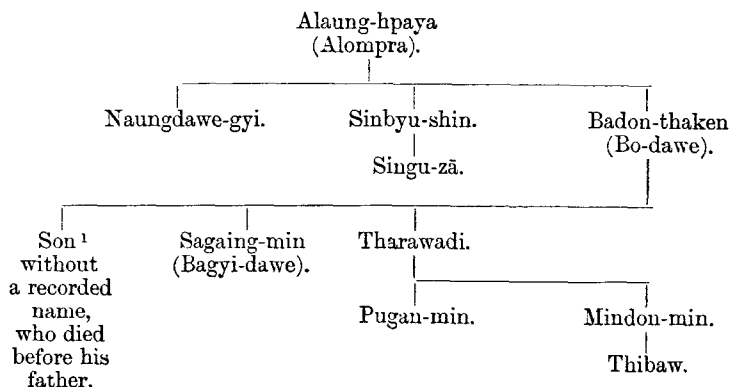 Alaung-hpaya
(Alompra).
Naungdawe-gyi.
Sinbyu-shin.
Badon-thaken
(Bo-dawe).
Singu-zā.
Son ¹
without
a recorded
name,
who died
before his
father.
Sagaing-min
(Bagyi-dawe).
Tharawadi.
Pugan-min.
Mindon-min.
Thibaw.